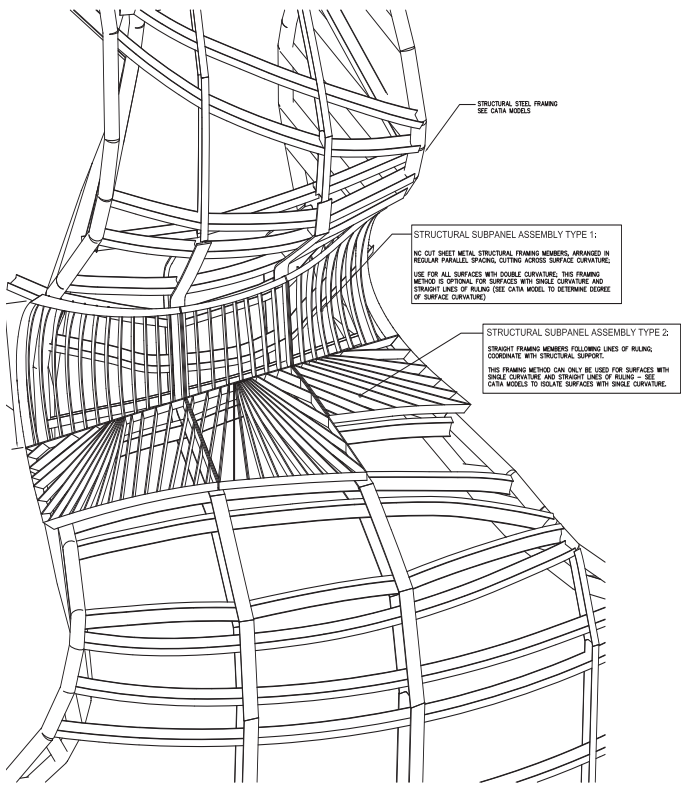 STRUCTURAL STEEL FRAMING
SEE CATIA MODELS
STRUCTURAL SUBPANEL ASSEMBLY TYPE 1:
NC CUT SHEET METAL STRUCTURAL FRAMING MEMBERS, ARRANGED IN
REGULAR PARALLEL SPACING, CUTTING ACROSS SURFACE CURVATURE;
USE FOR ALL SURFACES WITH DOUBLE CURVATURE; THIS FRAMING
METHOD IS OPTIONAL FOR SURFACES WITH SINGLE CURVATURE AND
STRAIGHT LINES OF RULING (SEE CATIA MODEL TO DETERMINE DEGREE
OF SURFACE CURVATURE)
STRUCTURAL SUBPANEL ASSEMBLY TYPE 2:
STRAIGHT FRAMING MEMBERS FOLLOWING LINES OF RULING;
COORDINATE WITH STRUCTURAL SUPPORT.
THIS FRAMING METHOD CAN ONLY BE USED FOR SURFACES WITH
SINGLE CURVATURE AND STRAIGHT LINES OF RULING – SEE
CATIA MODELS TO ISOLATE SURFACES WITH SINGLE CURVATURE.